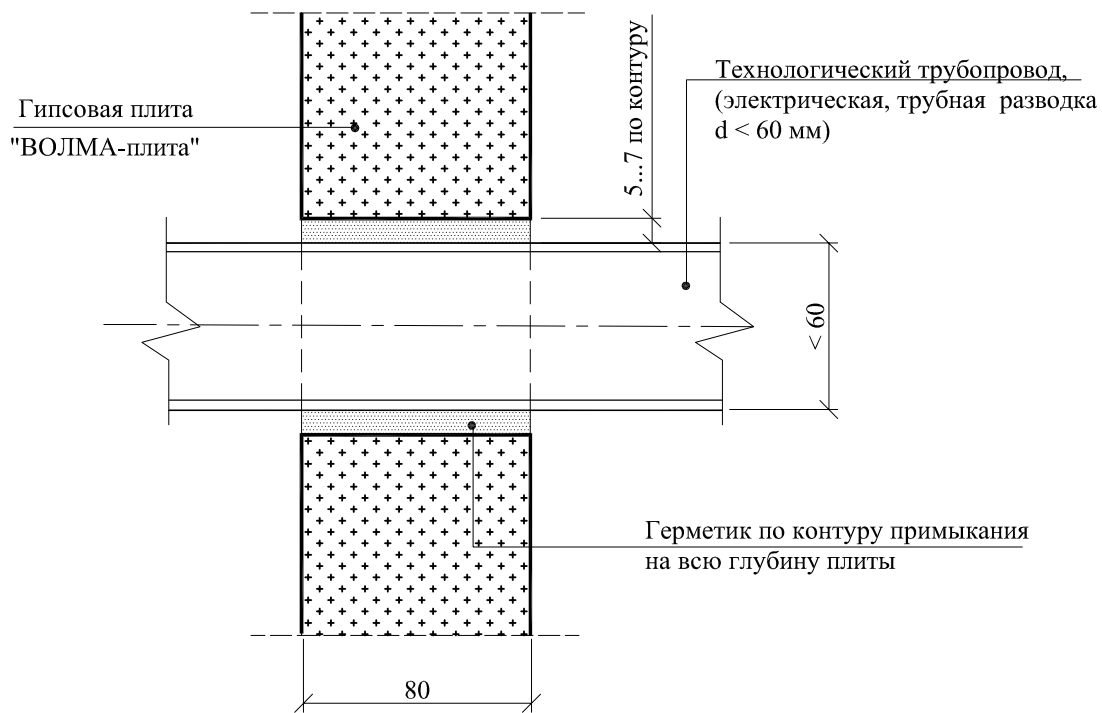 5...7 по контуру
Технологический трубопровод,
(электрическая, трубная разводка
d < 60 мм)
Гипсовая плита
"ВОЛМА-плита"
< 60
Герметик по контуру примыкания
на всю глубину плиты
80